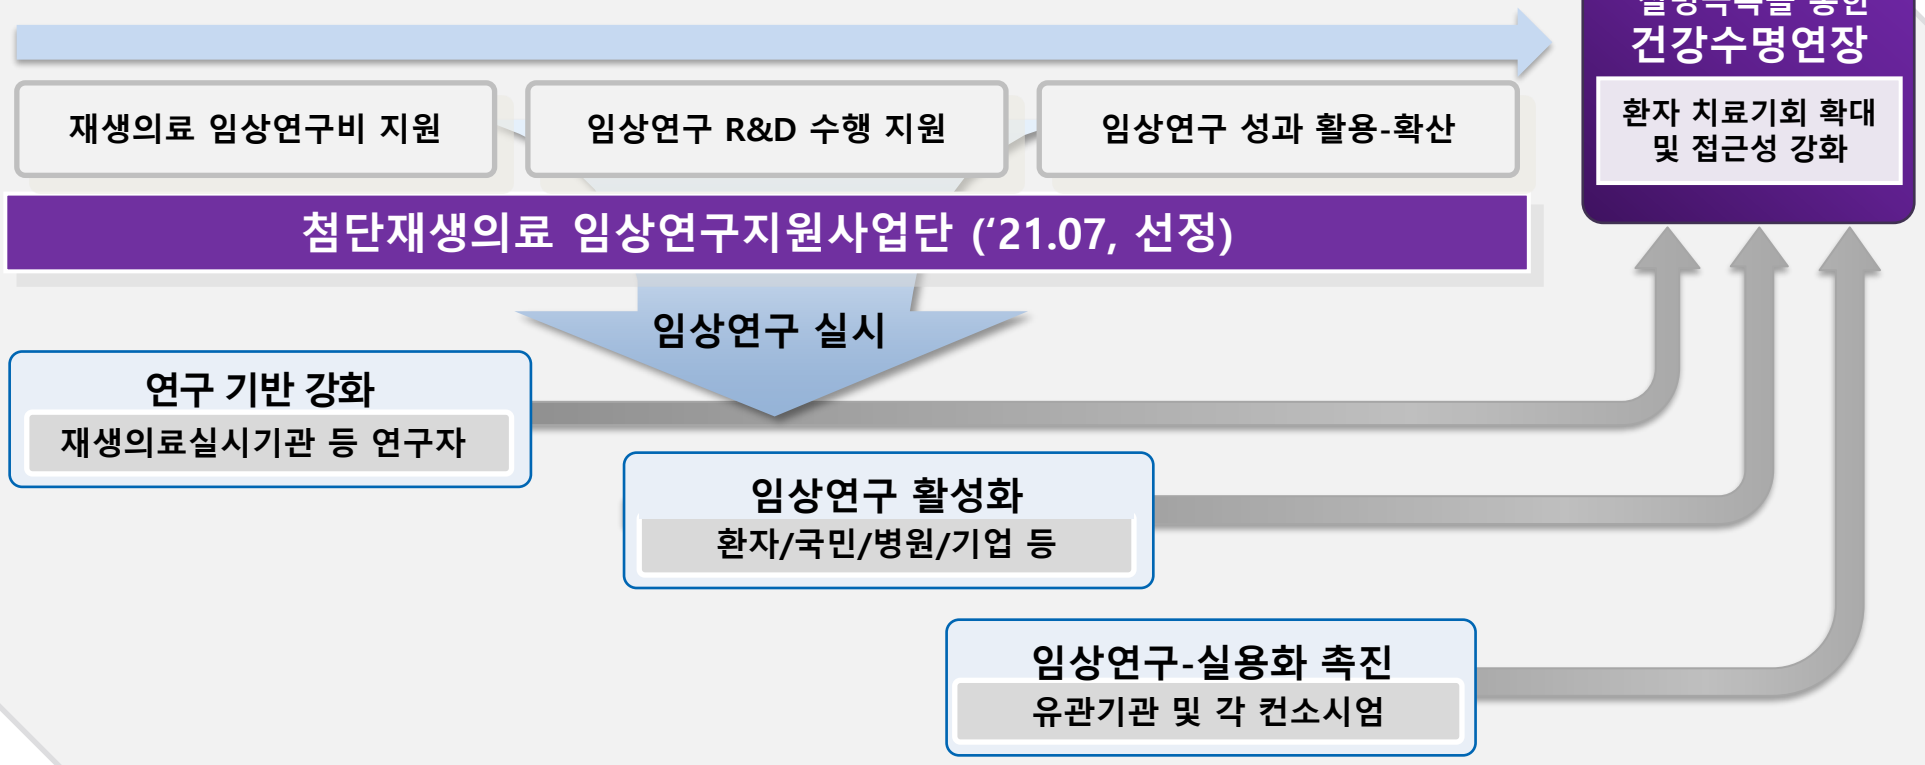 통한
건강수명연장
환자 치료기회 확대
및 접근성 강화
재생의료 임상연구비 지원
임상연구 R&D 수행 지원
임상연구 성과 활용-확산
첨단재생의료 임상연구지원사업단 (‘21.07, 선정)
임상연구 실시
연구 기반 강화
재생의료실시기관 등 연구자
임상연구 활성화
환자/국민/병원/기업 등
임상연구-실용화 촉진
유관기관 및 각 컨소시엄